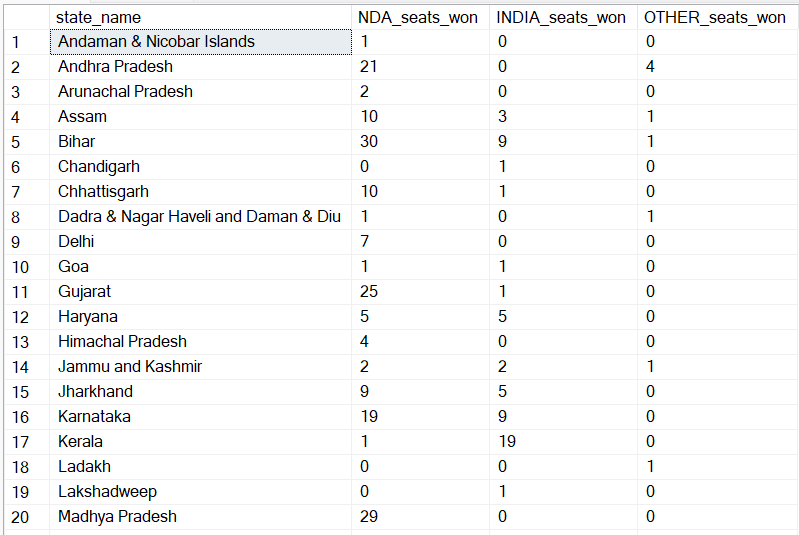 state_name NDA_seats_won INDIA_seats_won OTHER_seats_won
1 Andaman & Nicobar Islands 1 0 0
2 Andhra Pradesh 21 0 4
3 Arunachal Pradesh 2 0 0
4 Assam 10 3 1
5 Bihar 30 9 1
6 Chandigarh 0 1 0
7 Chhattisgarh 10 1 0
8 Dadra & Nagar Haveli and Daman & Diu 1 0 1
9 Delhi 7 0 0
10 Goa 1 1 0
11 Gujarat 25 1 0
12 Haryana 5 5 0
13 Himachal Pradesh 4 0 0
14 Jammu and Kashmir 2 2 1
15 Jharkhand 9 5 0
16 Karnataka 19 9 0
17 Kerala 1 19 0
18 Ladakh 0 0 1
19 Lakshadweep 0 1 0
20 Madhya Pradesh 29 0 0